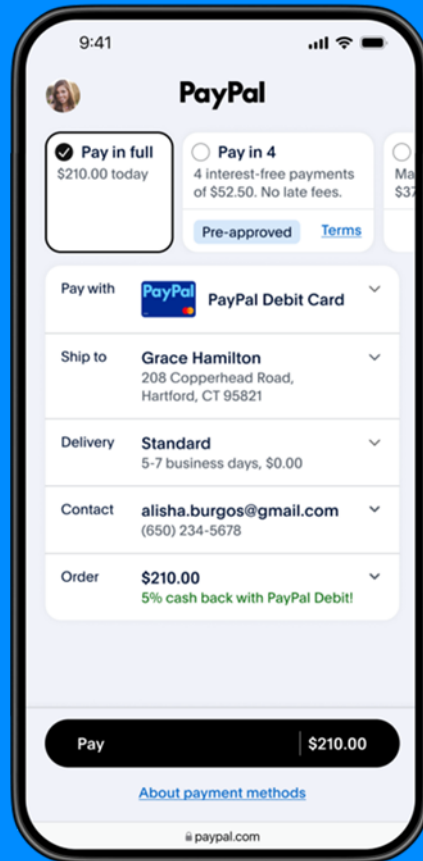 9:41
PayPal
Pay in full
$210.00 today
Pay in 4
4 interest-free payments
of $52.50. No late fees.
Pre-approved
Terms
Pay with
PayPal
PayPal Debit Card
Ship to
Grace Hamilton
208 Copperhead Road,
Hartford, CT 95821
Delivery
Standard
5-7 business days, $0.00
Contact
alisha.burgos@gmail.com
(650) 234-5678
Order
$210.00
5% cash back with PayPal Debit!
Pay
$210.00
About payment methods
paypal.com